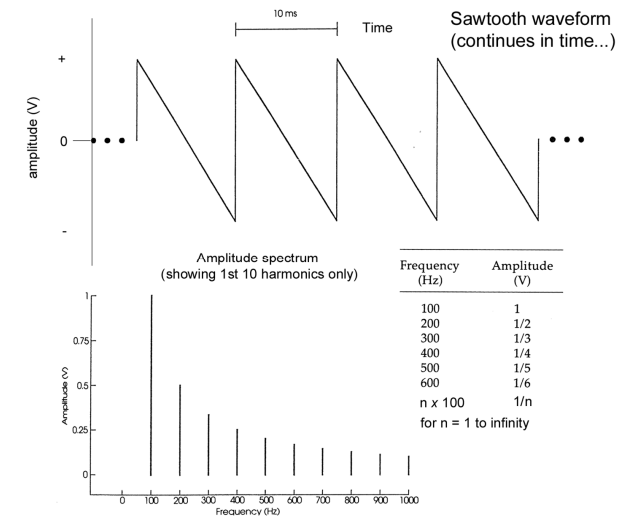 10 ms
Time
Sawtooth waveform
(continues in time...)
+
amplitude (V)
0
-
Amplitude spectrum
(showing 1st 10 harmonics only)
Frequency Amplitude
(Hz) (V)
100 1
200 1/2
300 1/3
400 1/4
500 1/5
600 1/6
n x 100 1/n
for n = 1 to infinity
1
0.75
0.5
0.25
0
Amplitude (V)
0 100 200 300 400 500 600 700 800 900 1000
Frequency (Hz)